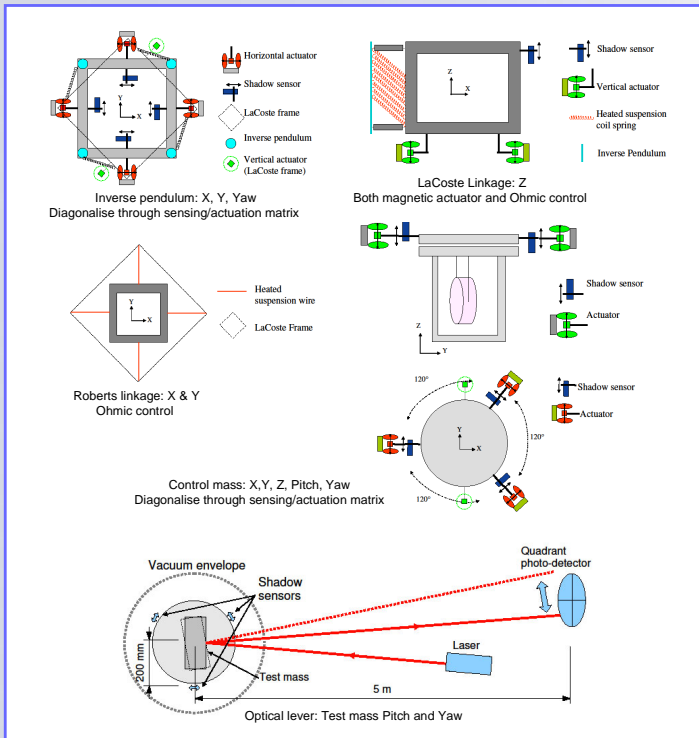 Horizontal actuator
Shadow sensor
LaCoste frame
Inverse pendulum
Vertical actuator
(LaCoste frame)
Y
X
Inverse pendulum: X, Y, Yaw
Diagonalise through sensing/actuation matrix
Shadow sensor
Vertical actuator
Heated suspension
coil spring
Inverse Pendulum
Z
X
LaCoste Linkage: Z
Both magnetic actuator and Ohmic control
Heated
suspension wire
LaCoste Frame
Y
X
Roberts linkage: X & Y
Ohmic control
Shadow sensor
Actuator
Z
Y
120°
120°
120°
Shadow sensor
Actuator
Y
X
Control mass: X,Y, Z, Pitch, Yaw
Diagonalise through sensing/actuation matrix
Vacuum envelope
Shadow
sensors
Quadrant
photo-detector
Laser
200 mm
Test mass
5 m
Optical lever: Test mass Pitch and Yaw